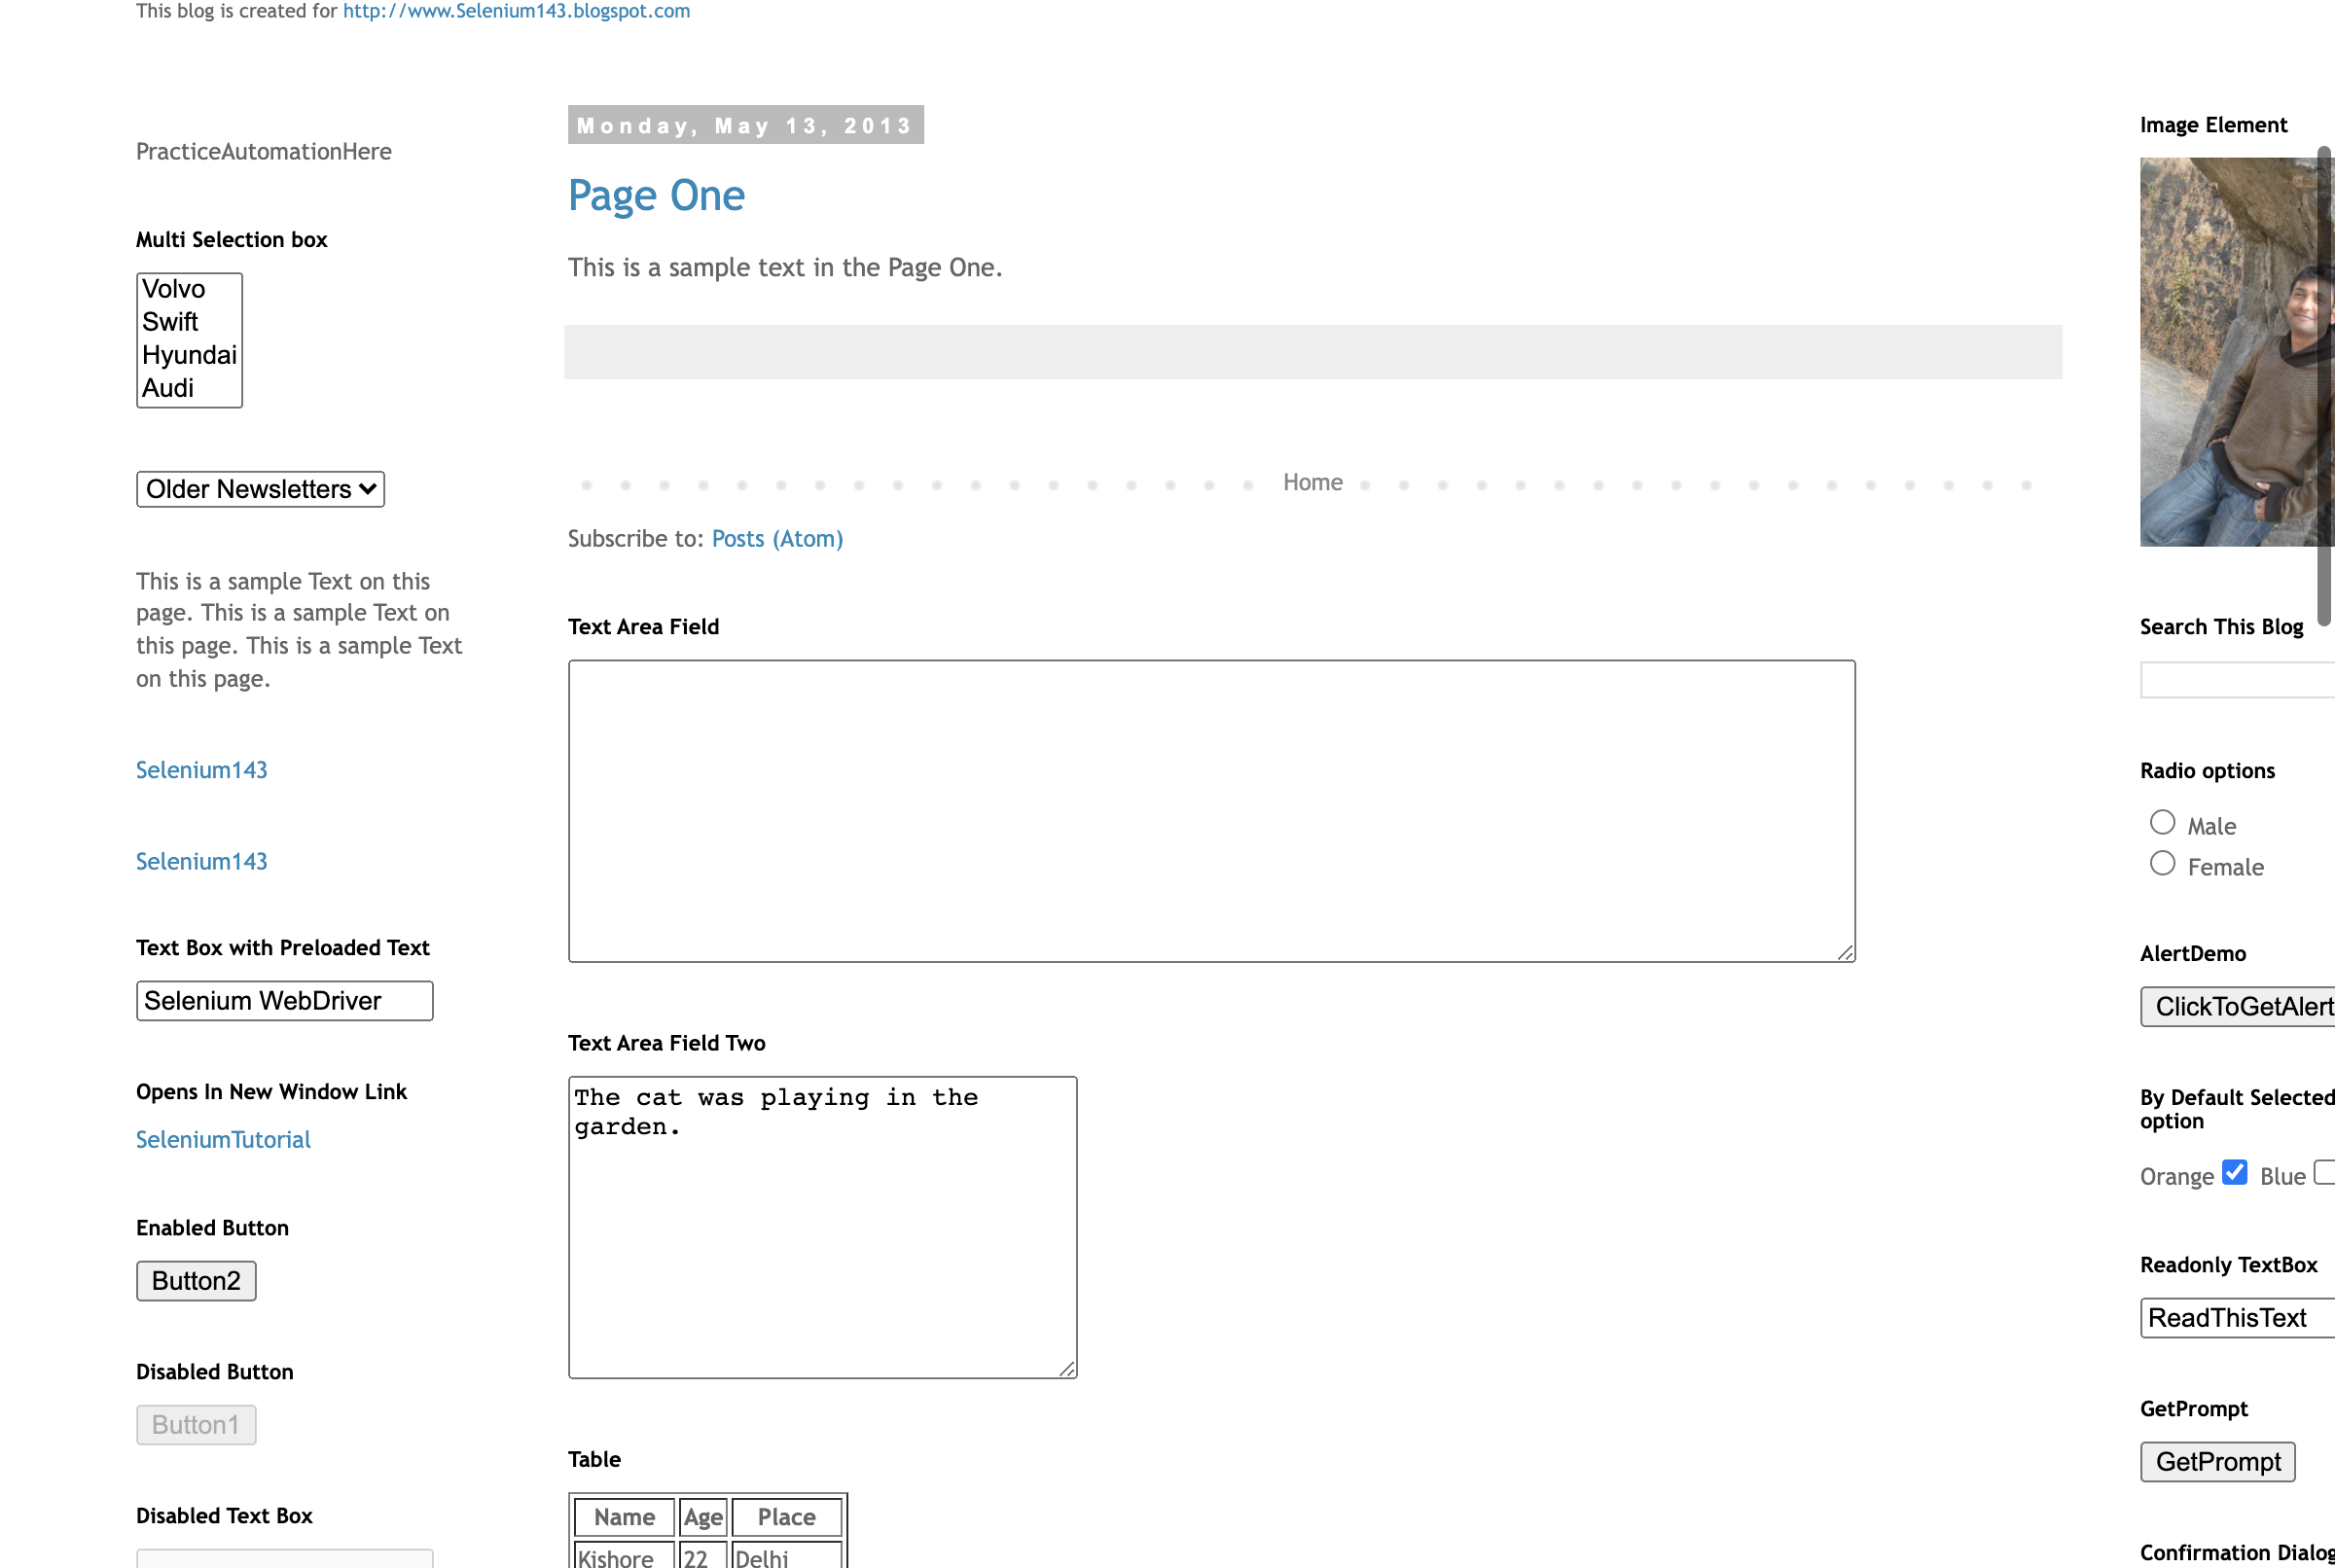 This blog is created for http://www.Selenium143.blogspot.com
PracticeAutomationHere
Multi Selection box
Volvo
Swift
Hyundai
Audi
Older Newsletters
This is a sample Text on this
page. This is a sample Text on
this page. This is a sample Text
on this page.
Selenium143
Selenium143
Text Box with Preloaded Text
Selenium WebDriver
Opens In New Window Link
SeleniumTutorial
Enabled Button
Button2
Disabled Button
Button1
Disabled Text Box
Monday, May 13, 2013
Page One
This is a sample text in the Page One.
Home
Subscribe to: Posts (Atom)
Text Area Field
Text Area Field Two
The cat was playing in the
garden.
Table
Name Age Place
Kishore 22 Delhi
Image Element
Search This Blog
Radio options
Male
Female
AlertDemo
ClickToGetAlert
By Default Selected
option
Orange Blue
Readonly TextBox
ReadThisText
GetPrompt
GetPrompt
Confirmation Dialog